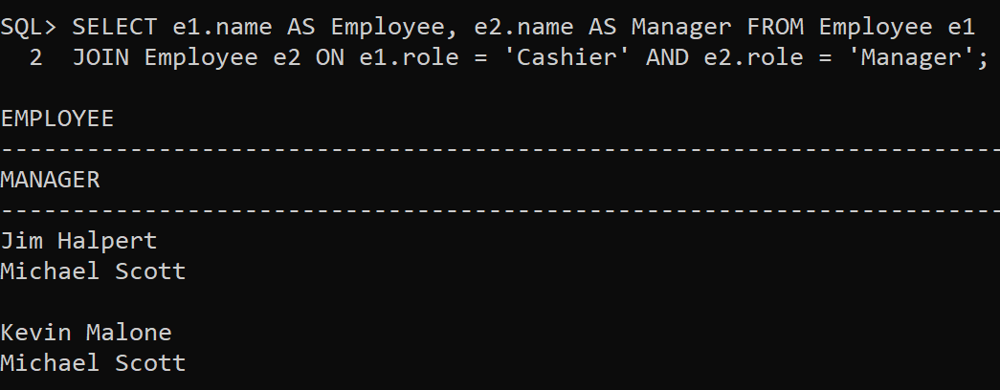 SQL> SELECT e1.name AS Employee, e2.name AS Manager FROM Employee e1
  2  JOIN Employee e2 ON e1.role = 'Cashier' AND e2.role = 'Manager';

EMPLOYEE
----------------------------------------------------------------------
MANAGER
----------------------------------------------------------------------
Jim Halpert
Michael Scott

Kevin Malone
Michael Scott